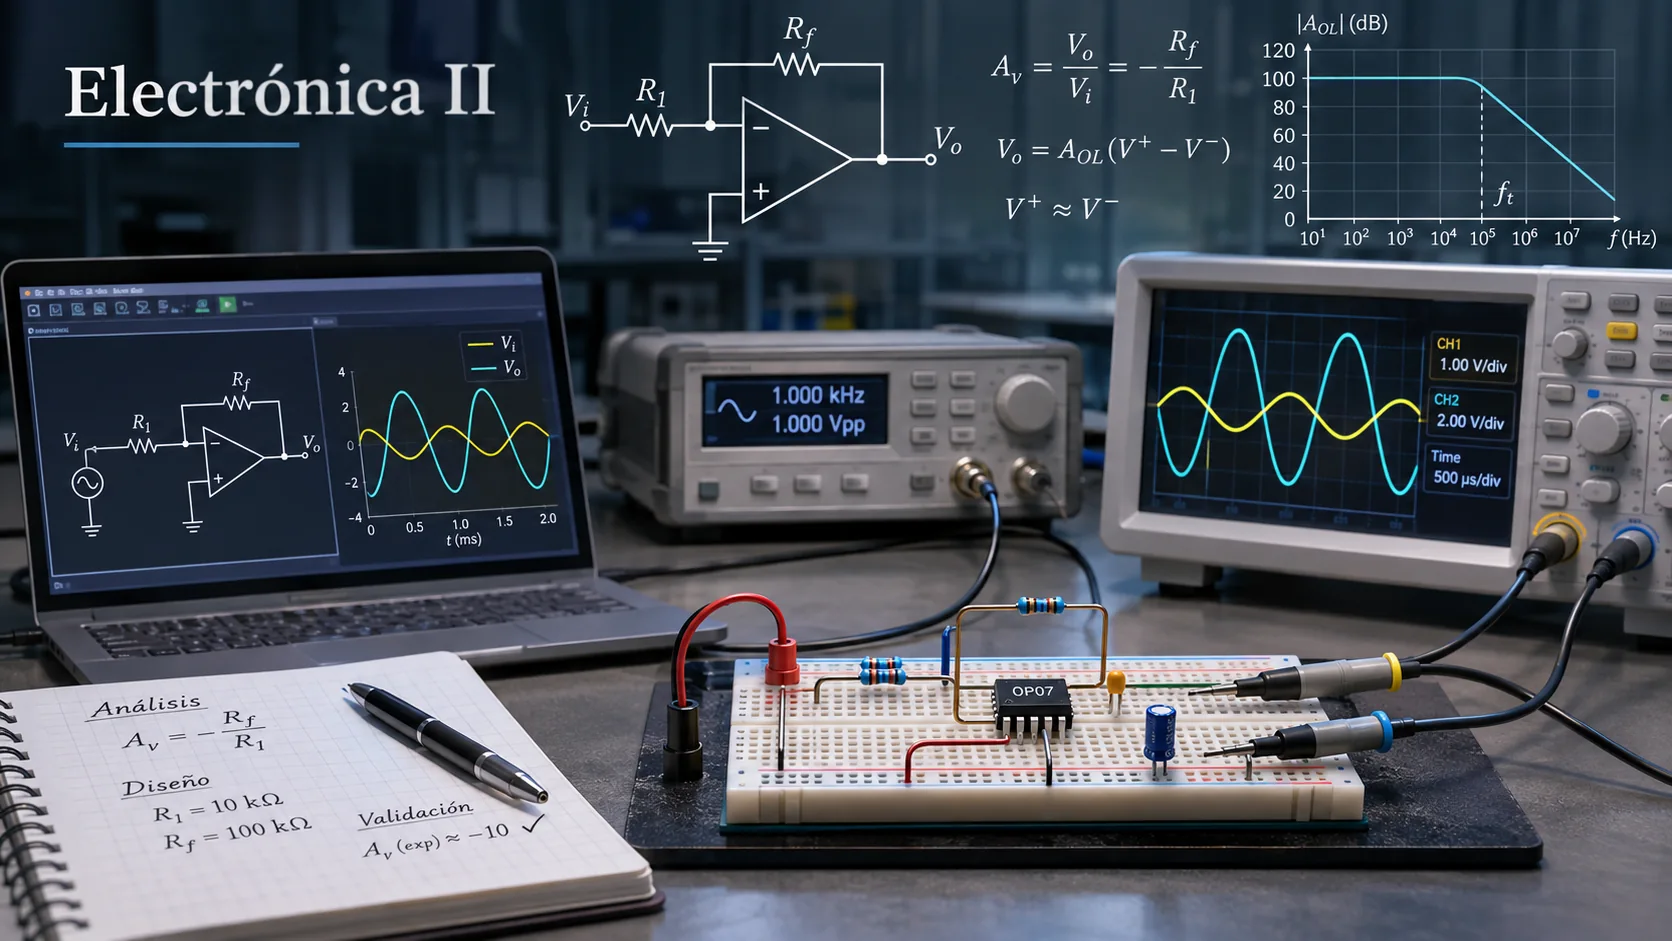 Electrónica II
R_f
V_i
R_1
−
+
V_o
A_v = V_o / V_i = − R_f / R_1
V_o = A_OL (V⁺ − V⁻)
V⁺ ≈ V⁻
|A_OL| (dB)
120
100
80
60
40
20
0
f_t
10¹ 10² 10³ 10⁴ 10⁵ 10⁶ 10⁷ f (Hz)
R_f
R_1
V_i
−
+
V_o
V_i
V_o
4
2
0
−2
−4
0 0.5 1.0 1.5 2.0
t (ms)
1.000 kHz
1.000 Vpp
CH1
1.00 V/div
CH2
2.00 V/div
Time
500 µs/div
OP07
Análisis
A_v = − R_f / R_1
Diseño
R_1 = 10 kΩ
R_f = 100 kΩ
Validación
A_v (exp) ≈ −10 ✓